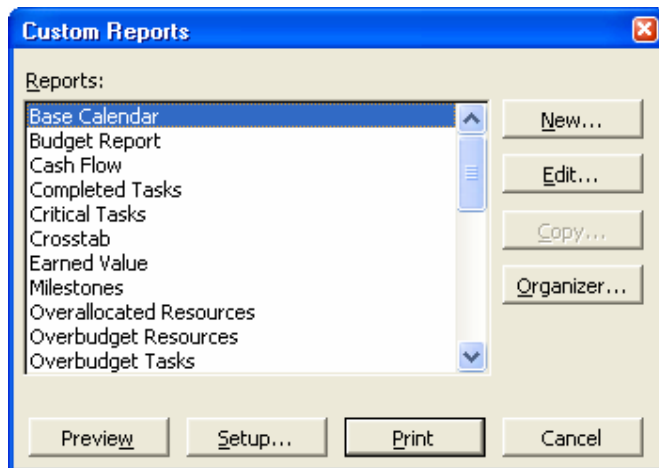 Custom Reports
Reports:
Base Calendar
Budget Report
Cash Flow
Completed Tasks
Critical Tasks
Crosstab
Earned Value
Milestones
Overallocated Resources
Overbudget Resources
Overbudget Tasks
New...
Edit...
Copy...
Organizer...
Preview
Setup...
Print
Cancel